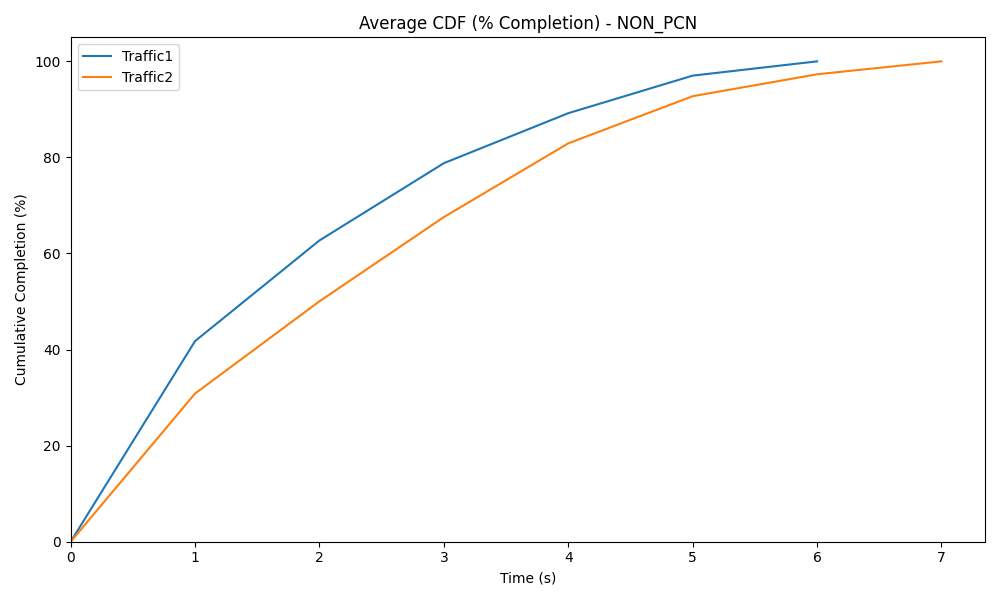 Average CDF (% Completion) - NON_PCN
Traffic1
Traffic2
Cumulative Completion (%)
100
80
60
40
20
0
0 1 2 3 4 5 6 7
Time (s)